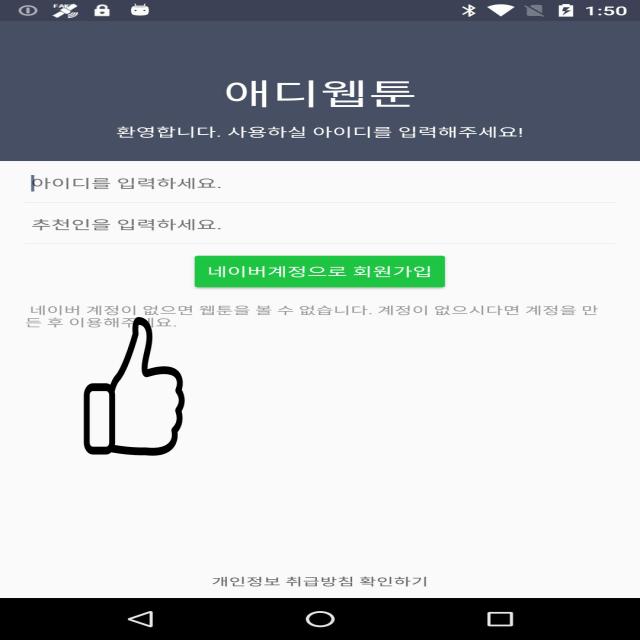 1:50
애디웹툰
환영합니다. 사용하실 아이디를 입력해주세요!
아이디를 입력하세요.
추천인을 입력하세요.
네이버계정으로 회원가입
네이버 계정이 없으면 웹툰을 볼 수 없습니다. 계정이 없으시다면 계정을 만
든 후 이용해주세요.
개인정보 취급방침 확인하기